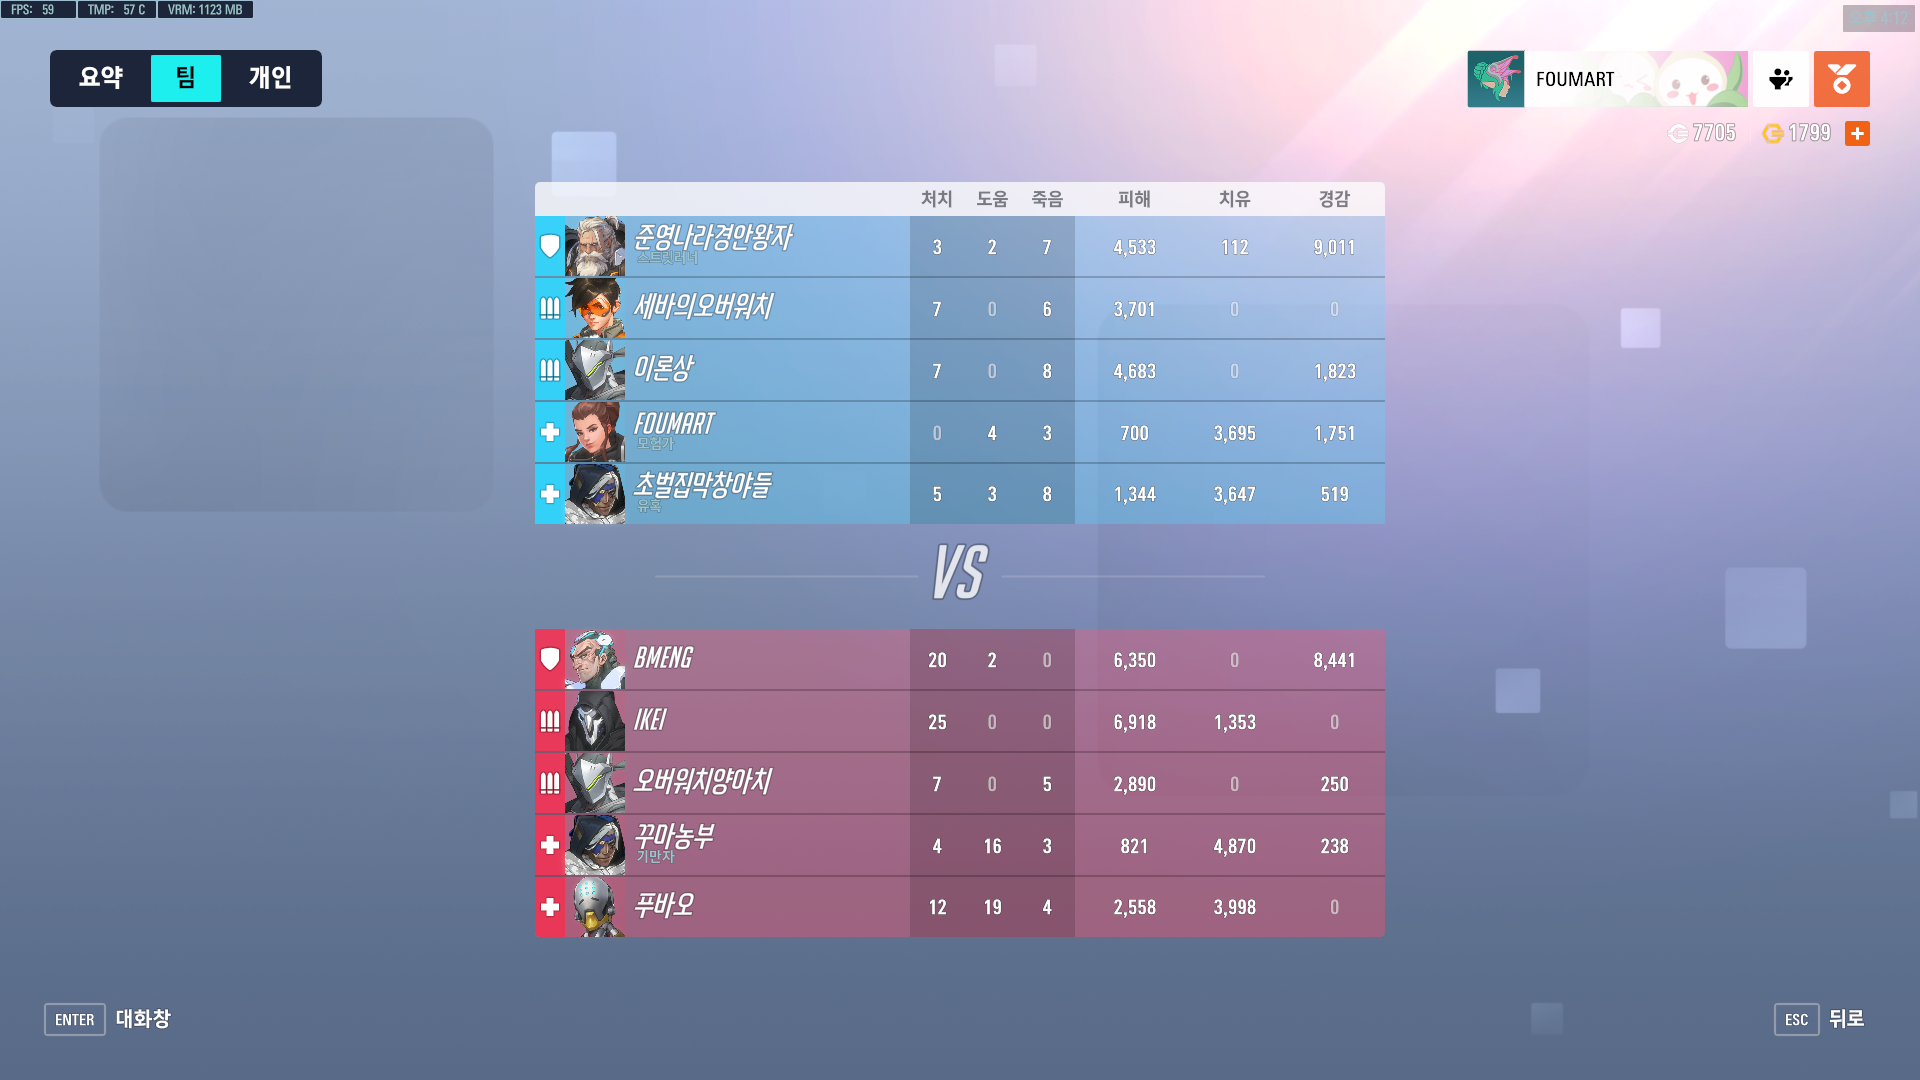 FPS: 59 TMP: 57 C VRM: 1123 MB
오후 4:12
요약 팀 개인
FOUMART
7705 1799
처치 도움 죽음 피해 치유 경감
준영나라경안왕자 3 2 7 4,533 112 9,011
스트릿러너
세바의오버워치 7 0 6 3,701 0 0
이론상 7 0 8 4,683 0 1,823
FOUMART 0 4 3 700 3,695 1,751
모험가
초벌집막창야들 5 3 8 1,344 3,647 519
유혹
VS
BMENG 20 2 0 6,350 0 8,441
IKEI 25 0 0 6,918 1,353 0
오버워치양아치 7 0 5 2,890 0 250
꾸마농부 4 16 3 821 4,870 238
기만자
푸바오 12 19 4 2,558 3,998 0
ENTER 대화창
ESC 뒤로